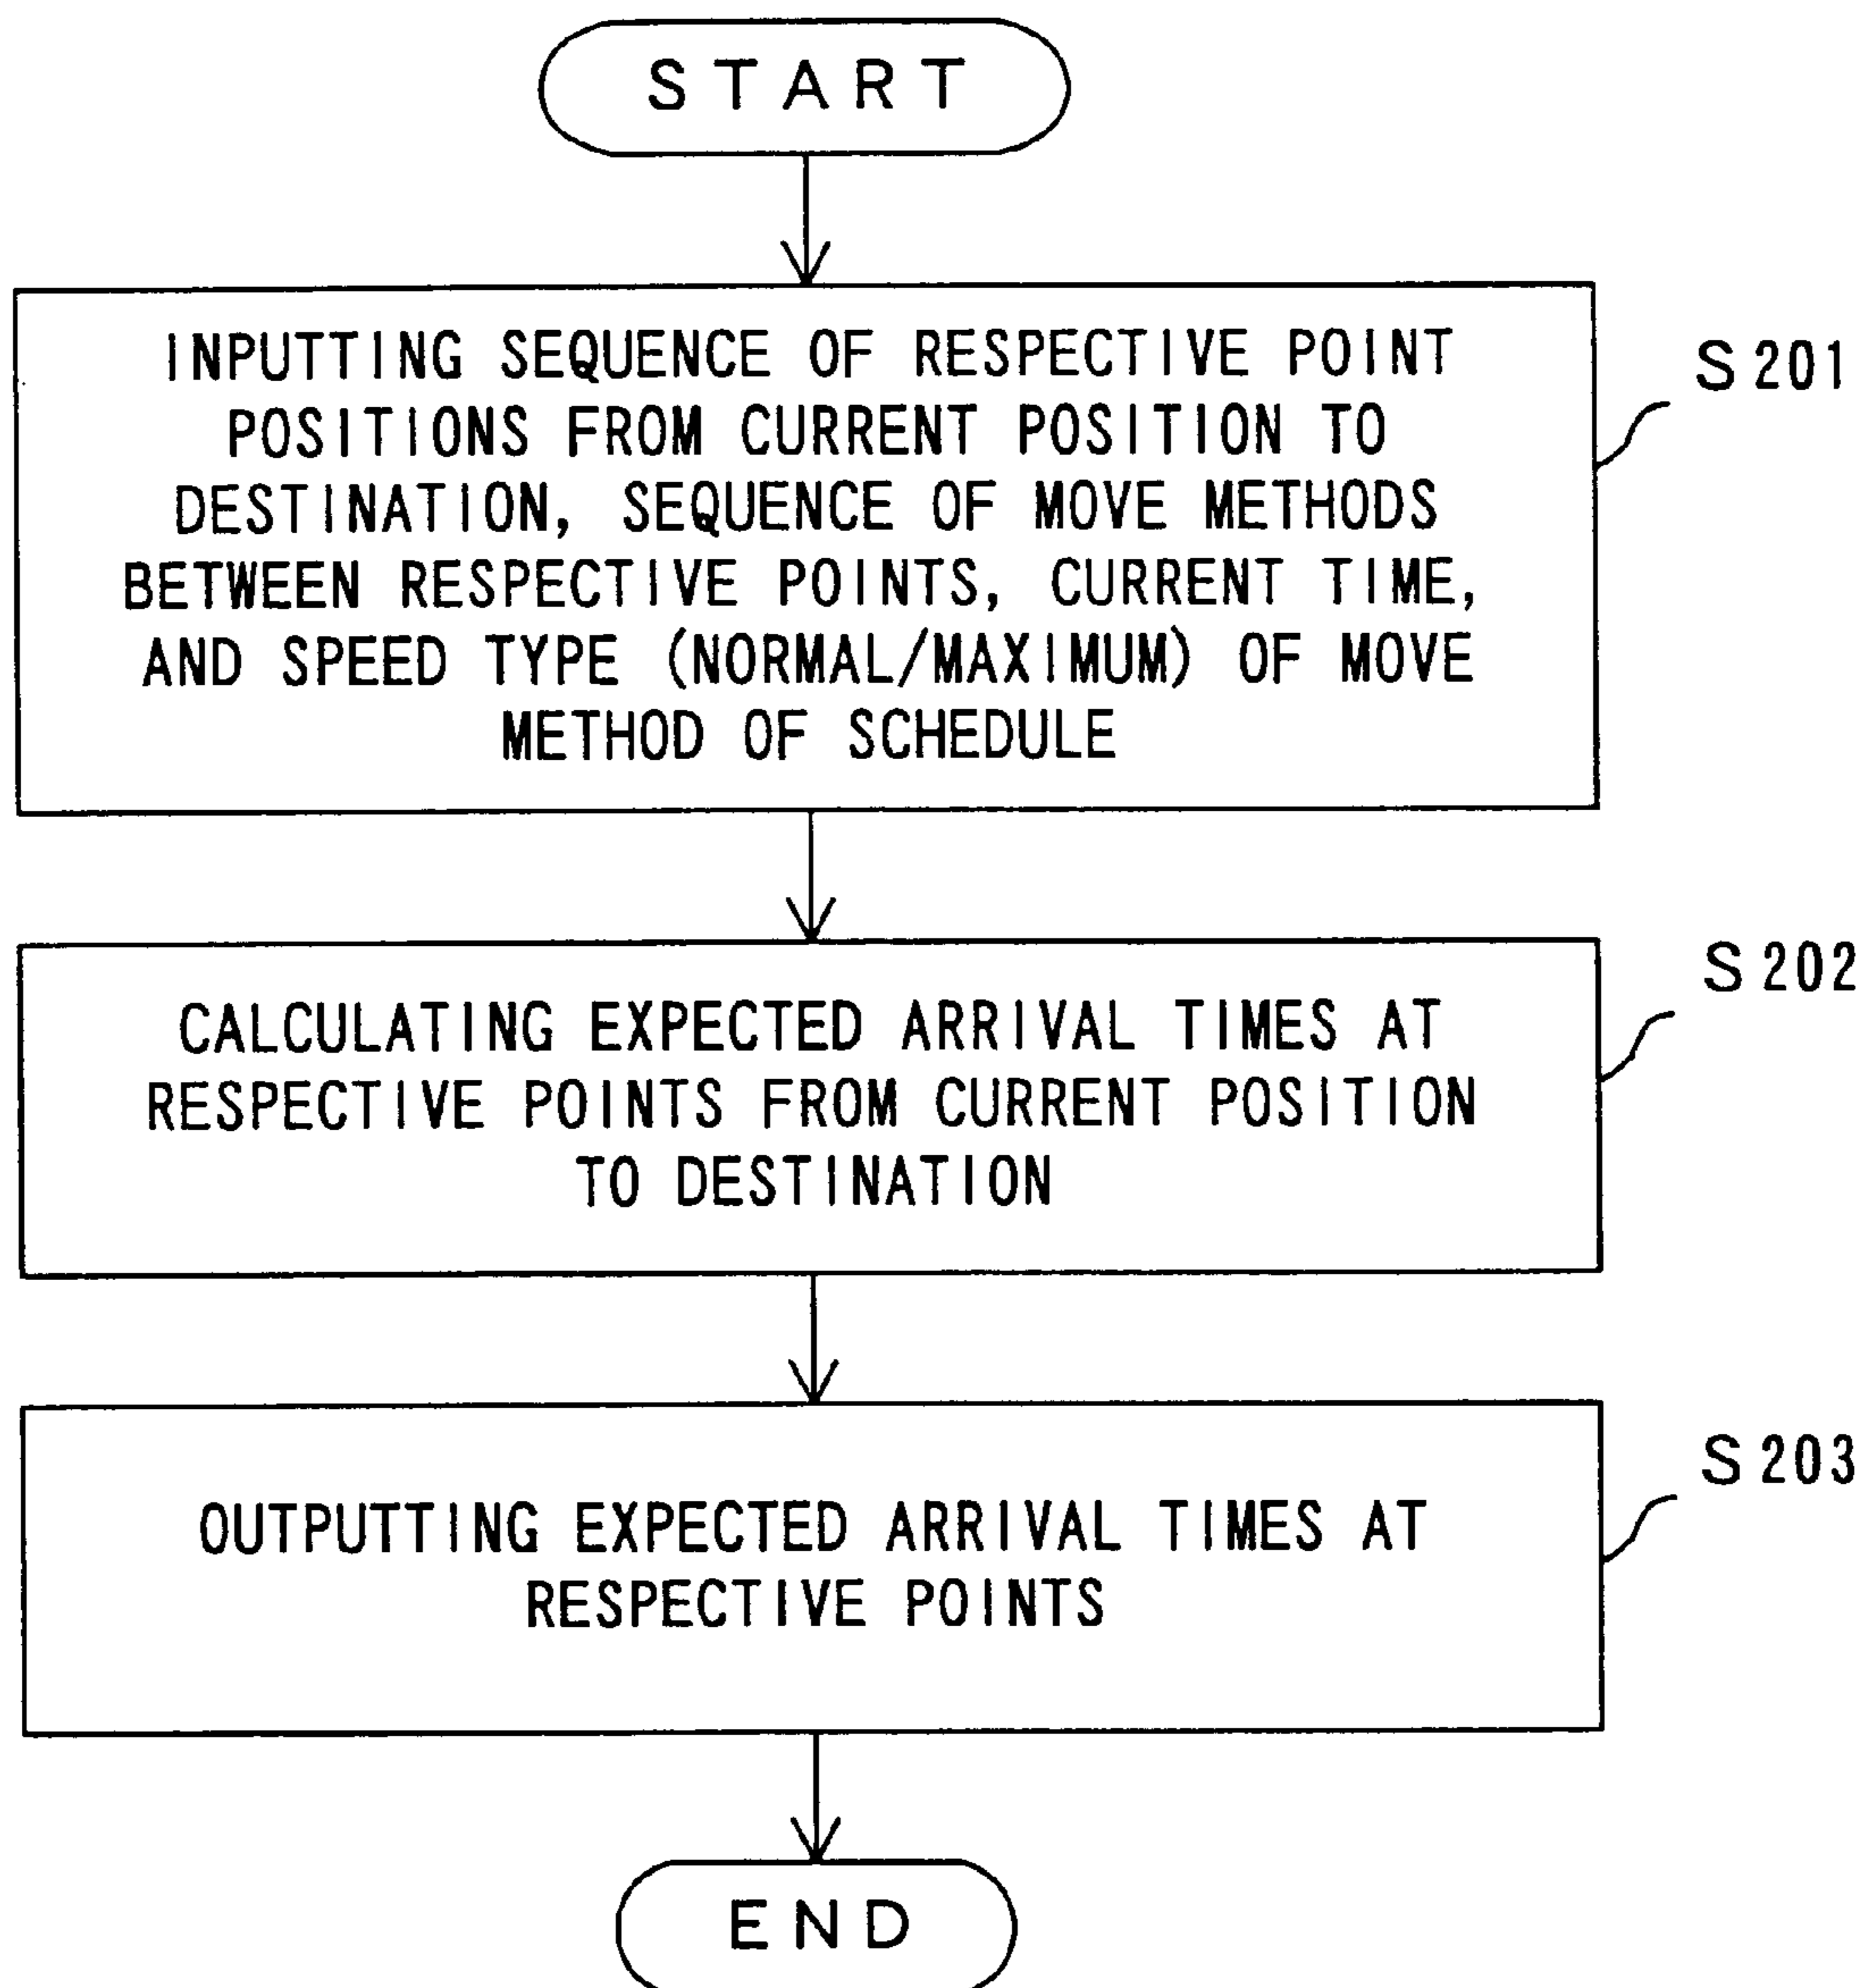 START
INPUTTING SEQUENCE OF RESPECTIVE POINT
POSITIONS FROM CURRENT POSITION TO
DESTINATION, SEQUENCE OF MOVE METHODS
BETWEEN RESPECTIVE POINTS, CURRENT TIME,
AND SPEED TYPE (NORMAL/MAXIMUM) OF MOVE
METHOD OF SCHEDULE
S201
CALCULATING EXPECTED ARRIVAL TIMES AT
RESPECTIVE POINTS FROM CURRENT POSITION
TO DESTINATION
S202
OUTPUTTING EXPECTED ARRIVAL TIMES AT
RESPECTIVE POINTS
S203
END